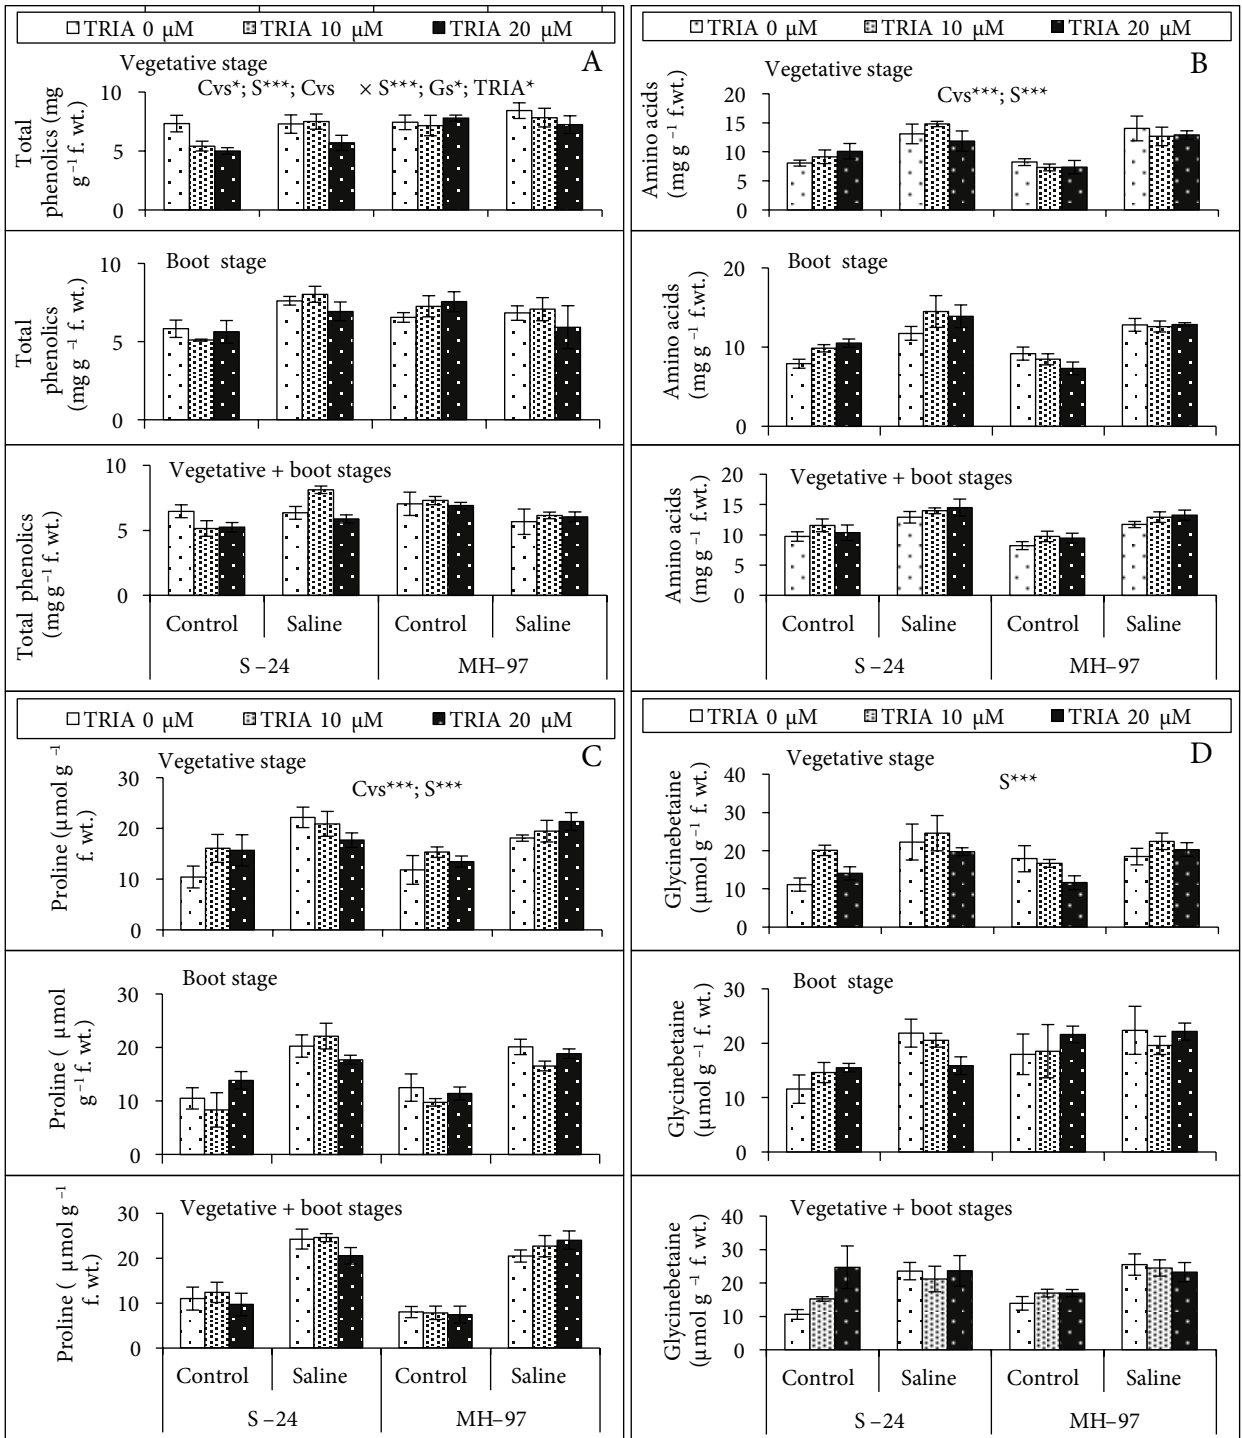 TRIA 0 µM TRIA 10 µM TRIA 20 µM
A
Vegetative stage
Cvs*; S***; Cvs × S***; Gs*; TRIA*
Total
phenolics (mg
g⁻¹ f. wt.)
10
5
0
Boot stage
Total
phenolics
(mg g⁻¹ f. wt.)
10
5
0
Vegetative + boot stages
Total phenolics
(mg g⁻¹ f. wt.)
10
5
0
Control Saline Control Saline
S –24 MH–97
TRIA 0 µM TRIA 10 µM TRIA 20 µM
B
Vegetative stage
Cvs***; S***
Amino acids
(mg g⁻¹ f.wt.)
20
15
10
5
0
Boot stage
Amino acids
(mg g⁻¹ f.wt.)
20
10
0
Vegetative + boot stages
Amino acids
(mg g⁻¹ f.wt.)
20
15
10
5
0
Control Saline Control Saline
S –24 MH–97
TRIA 0 µM TRIA 10 µM TRIA 20 µM
C
Vegetative stage
Cvs***; S***
Proline (µmol g⁻¹
f. wt.)
30
20
10
0
Boot stage
Proline ( µmol
g⁻¹ f. wt.)
30
20
10
0
Vegetative + boot stages
Proline ( µmol g⁻¹
f. wt.)
30
20
10
0
Control Saline Control Saline
S –24 MH–97
TRIA 0 µM TRIA 10 µM TRIA 20 µM
D
Vegetative stage
S***
Glycinebetaine
(µmol g⁻¹ f. wt.)
40
30
20
10
0
Boot stage
Glycinebetaine
(µmol g⁻¹ f. wt.)
30
20
10
0
Vegetative + boot stages
Glycinebetaine
(µmol g⁻¹ f. wt.)
40
30
20
10
0
Control Saline Control Saline
S –24 MH–97